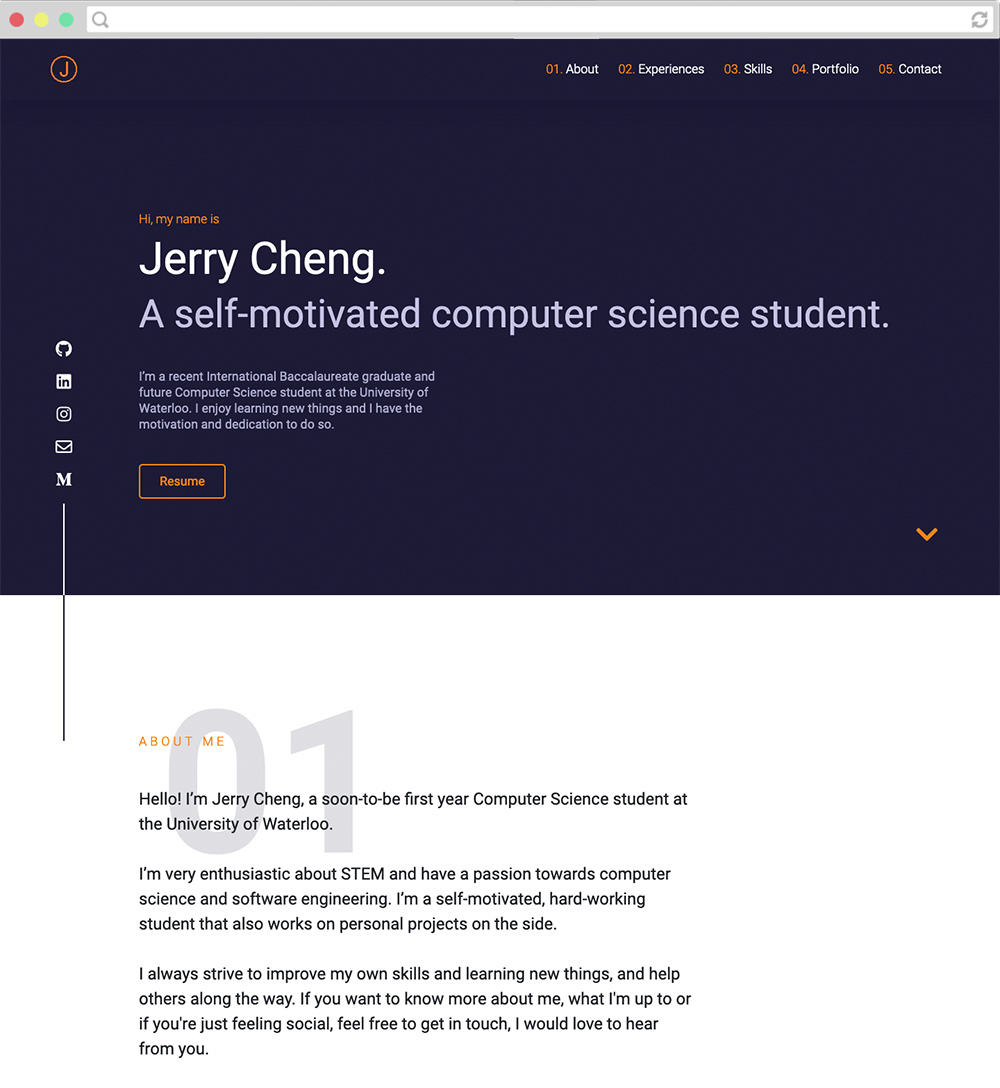 J
01. About 02. Experiences 03. Skills 04. Portfolio 05. Contact
Hi, my name is
Jerry Cheng.
A self-motivated computer science student.
I'm a recent International Baccalaureate graduate and
future Computer Science student at the University of
Waterloo. I enjoy learning new things and I have the
motivation and dedication to do so.
Resume
01
ABOUT ME
Hello! I'm Jerry Cheng, a soon-to-be first year Computer Science student at
the University of Waterloo.
I'm very enthusiastic about STEM and have a passion towards computer
science and software engineering. I'm a self-motivated, hard-working
student that also works on personal projects on the side.
I always strive to improve my own skills and learning new things, and help
others along the way. If you want to know more about me, what I'm up to or
if you're just feeling social, feel free to get in touch, I would love to hear
from you.